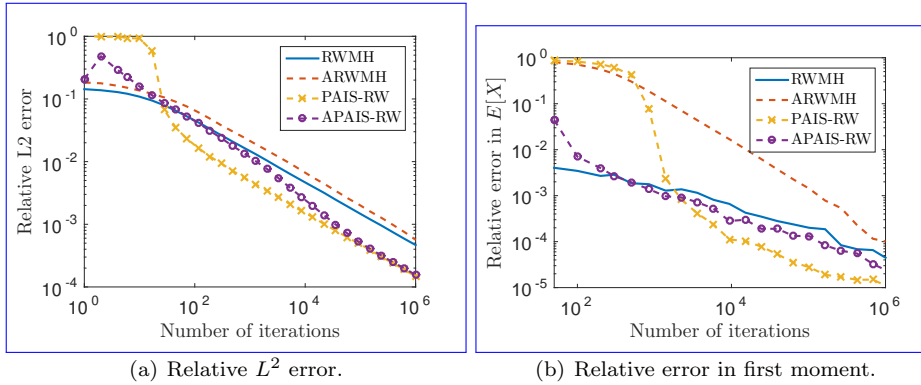 Relative L2 error
10^0
10^-1
10^-2
10^-3
10^-4
10^0
10^2
10^4
10^6
Number of iterations
RWMH
ARWMH
PAIS-RW
APAIS-RW
(a) Relative L^2 error.
Relative error in E[X]
10^0
10^-1
10^-2
10^-3
10^-4
10^-5
10^2
10^4
10^6
Number of iterations
RWMH
ARWMH
PAIS-RW
APAIS-RW
(b) Relative error in first moment.